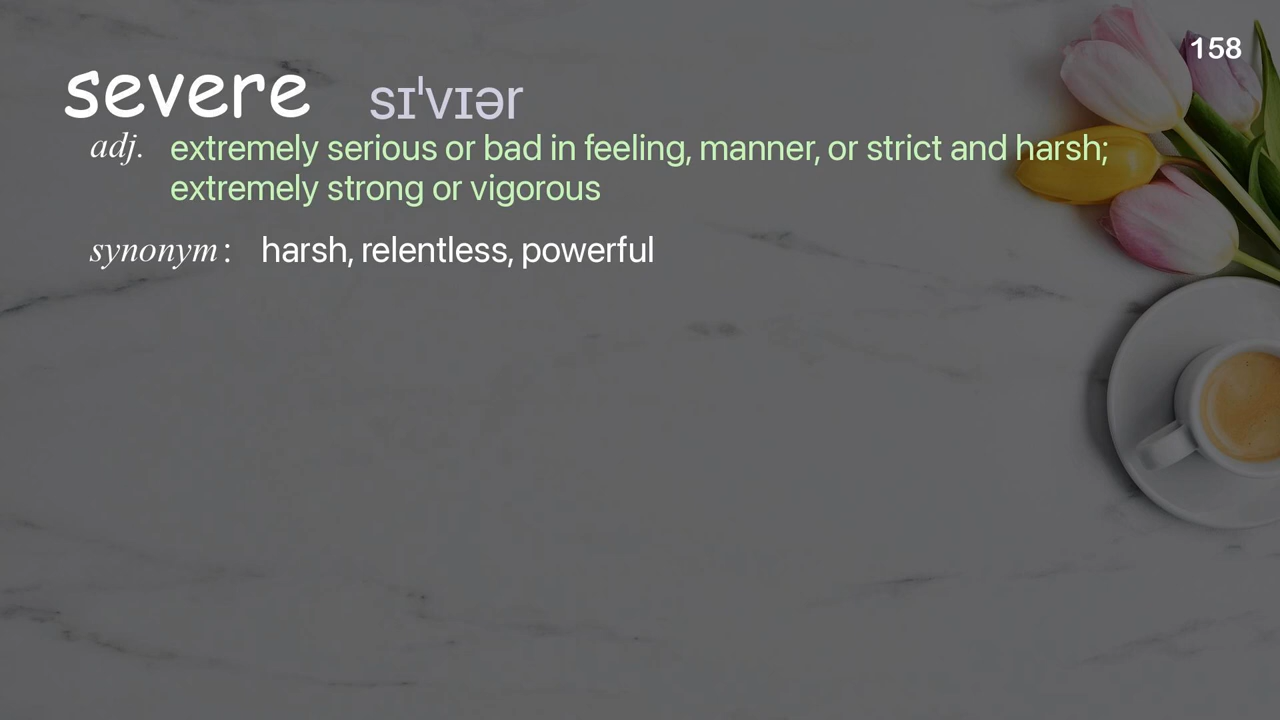 158
severe sɪˈvɪər
adj. extremely serious or bad in feeling, manner, or strict and harsh;
extremely strong or vigorous
synonym: harsh, relentless, powerful